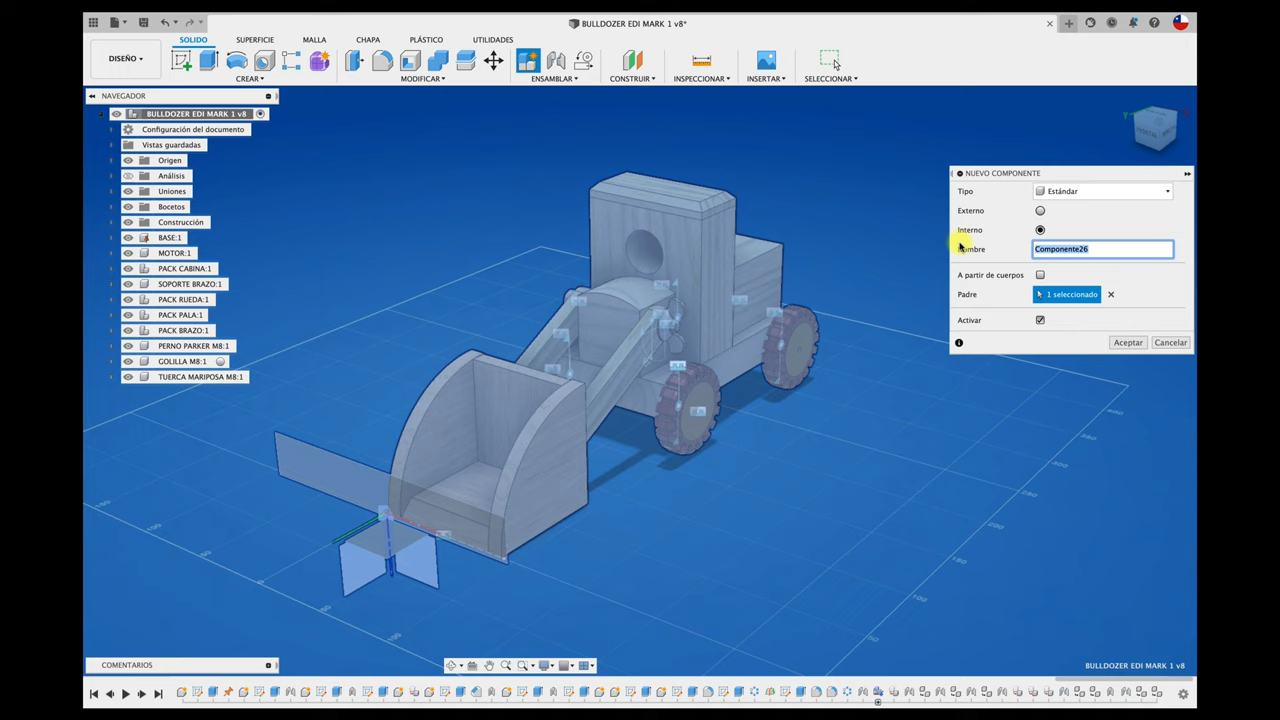 BULLDOZER EDI MARK 1 v8*
SOLIDO SUPERFICIE MALLA CHAPA PLÁSTICO UTILIDADES
DISEÑO
CREAR MODIFICAR ENSAMBLAR CONSTRUIR INSPECCIONAR INSERTAR SELECCIONAR
NAVEGADOR
BULLDOZER EDI MARK 1 v8
Configuración del documento
Vistas guardadas
Origen
Análisis
Uniones
Bocetos
Construcción
BASE:1
MOTOR:1
PACK CABINA:1
SOPORTE BRAZO:1
PACK RUEDA:1
PACK PALA:1
PACK BRAZO:1
PERNO PARKER M8:1
GOLILLA M8:1
TUERCA MARIPOSA M8:1
NUEVO COMPONENTE
Tipo Estándar
Externo
Interno
Componente26
A partir de cuerpos
Padre 1 seleccionado
Activar
Aceptar Cancelar
COMENTARIOS
BULLDOZER EDI MARK 1 v8